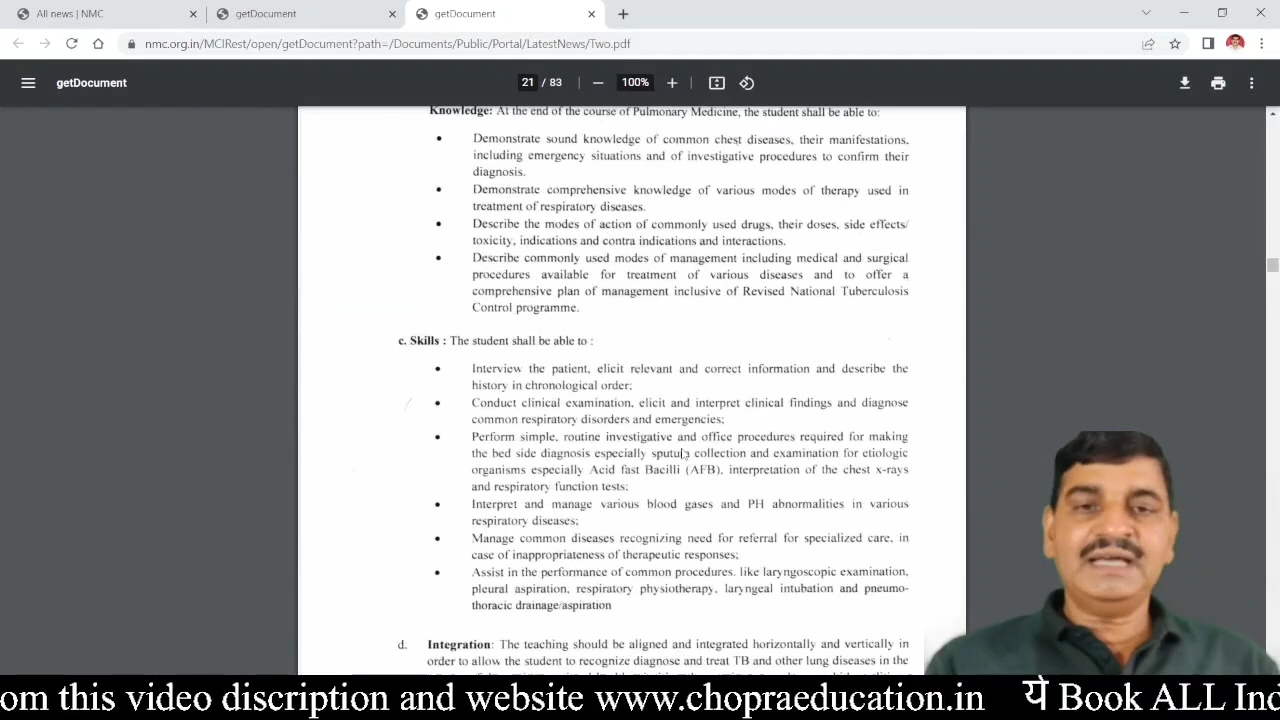 All news | NMC
getDocument
getDocument
nmc.org.in/MCIRest/open/getDocument?path=/Documents/Public/Portal/LatestNews/Two.pdf
getDocument
21 / 83
100%
Knowledge: At the end of the course of Pulmonary Medicine, the student shall be able to:
• Demonstrate sound knowledge of common chest diseases, their manifestations,
including emergency situations and of investigative procedures to confirm their
diagnosis.
• Demonstrate comprehensive knowledge of various modes of therapy used in
treatment of respiratory diseases.
• Describe the modes of action of commonly used drugs, their doses, side effects/
toxicity, indications and contra indications and interactions.
• Describe commonly used modes of management including medical and surgical
procedures available for treatment of various diseases and to offer a
comprehensive plan of management inclusive of Revised National Tuberculosis
Control programme.
c. Skills : The student shall be able to :
• Interview the patient, elicit relevant and correct information and describe the
history in chronological order;
• Conduct clinical examination, elicit and interpret clinical findings and diagnose
common respiratory disorders and emergencies;
• Perform simple, routine investigative and office procedures required for making
the bed side diagnosis especially sputum collection and examination for etiologic
organisms especially Acid fast Bacilli (AFB), interpretation of the chest x-rays
and respiratory function tests;
• Interpret and manage various blood gases and PH abnormalities in various
respiratory diseases;
• Manage common diseases recognizing need for referral for specialized care, in
case of inappropriateness of therapeutic responses;
• Assist in the performance of common procedures, like laryngoscopic examination,
pleural aspiration, respiratory physiotherapy, laryngeal intubation and pneumo-
thoracic drainage/aspiration
d. Integration: The teaching should be aligned and integrated horizontally and vertically in
order to allow the student to recognize diagnose and treat TB and other lung diseases in the
om this video discription and website www.chopraeducation.in ये Book ALL Ind